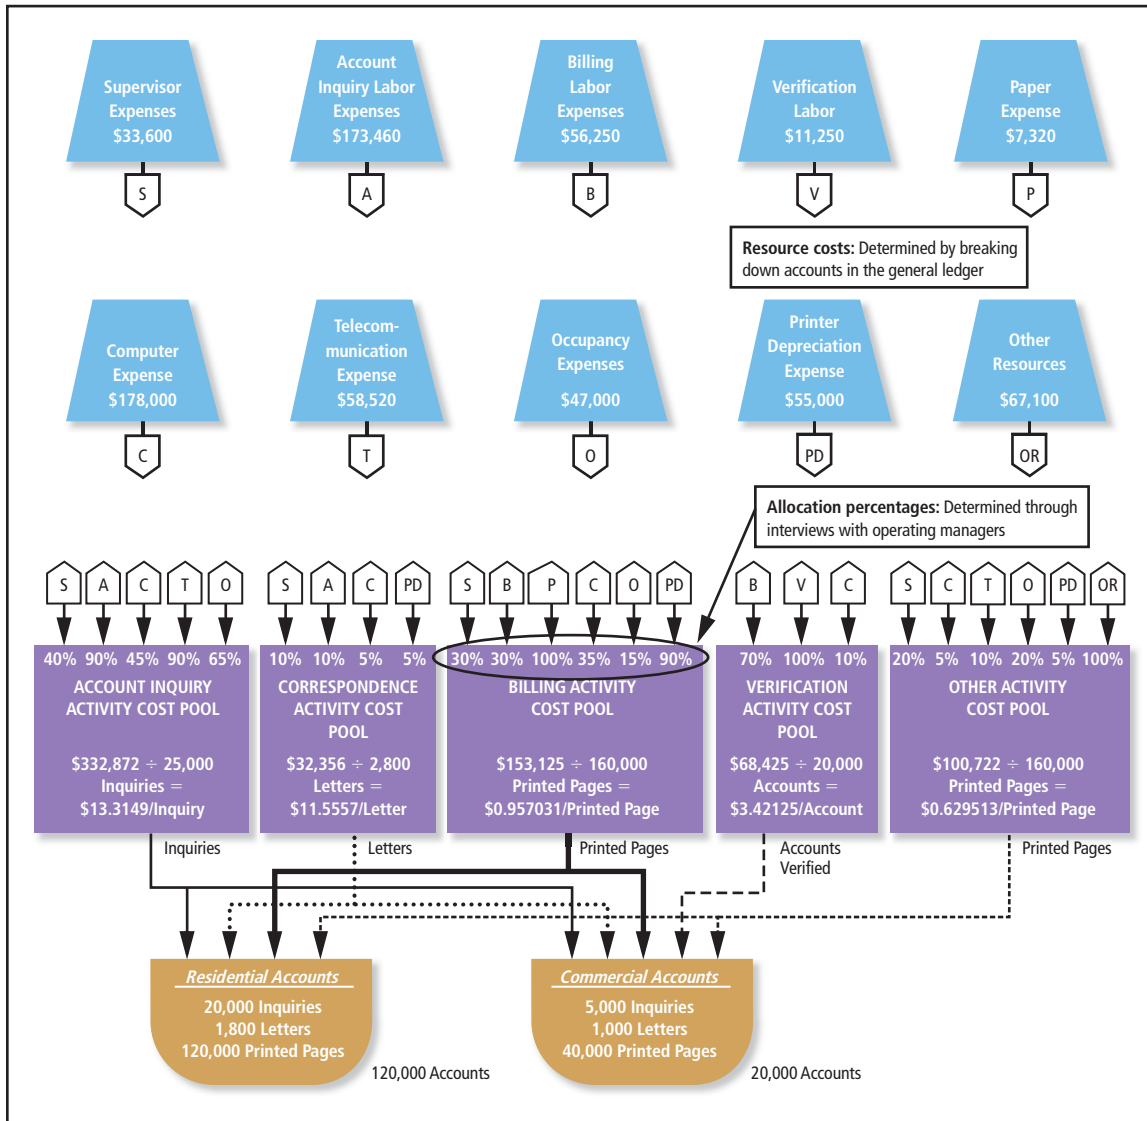 Supervisor
Expenses
$33,600
Account
Inquiry Labor
Expenses
$173,460
Billing
Labor
Expenses
$56,250
Verification
Labor
$11,250
Paper
Expense
$7,320
S
A
B
V
P
Resource costs: Determined by breaking
down accounts in the general ledger
Computer
Expense
$178,000
Telecom-
munication
Expense
$58,520
Occupancy
Expenses
$47,000
Printer
Depreciation
Expense
$55,000
Other
Resources
$67,100
C
T
O
PD
OR
Allocation percentages: Determined through
interviews with operating managers
S A C T O
S A C PD
S B P C O PD
B V C
S C T O PD OR
40% 90% 45% 90% 65%
ACCOUNT INQUIRY
ACTIVITY COST POOL
$332,872 ÷ 25,000
Inquiries =
$13.3149/Inquiry
10% 10% 5% 5%
CORRESPONDENCE
ACTIVITY COST
POOL
$32,356 ÷ 2,800
Letters =
$11.5557/Letter
30% 30% 100% 35% 15% 90%
BILLING ACTIVITY
COST POOL
$153,125 ÷ 160,000
Printed Pages =
$0.957031/Printed Page
70% 100% 10%
VERIFICATION
ACTIVITY COST
POOL
$68,425 ÷ 20,000
Accounts =
$3.42125/Account
20% 5% 10% 20% 5% 100%
OTHER ACTIVITY
COST POOL
$100,722 ÷ 160,000
Printed Pages =
$0.629513/Printed Page
Inquiries
Letters
Printed Pages
Accounts
Verified
Printed Pages
Residential Accounts
20,000 Inquiries
1,800 Letters
120,000 Printed Pages
120,000 Accounts
Commercial Accounts
5,000 Inquiries
1,000 Letters
40,000 Printed Pages
20,000 Accounts